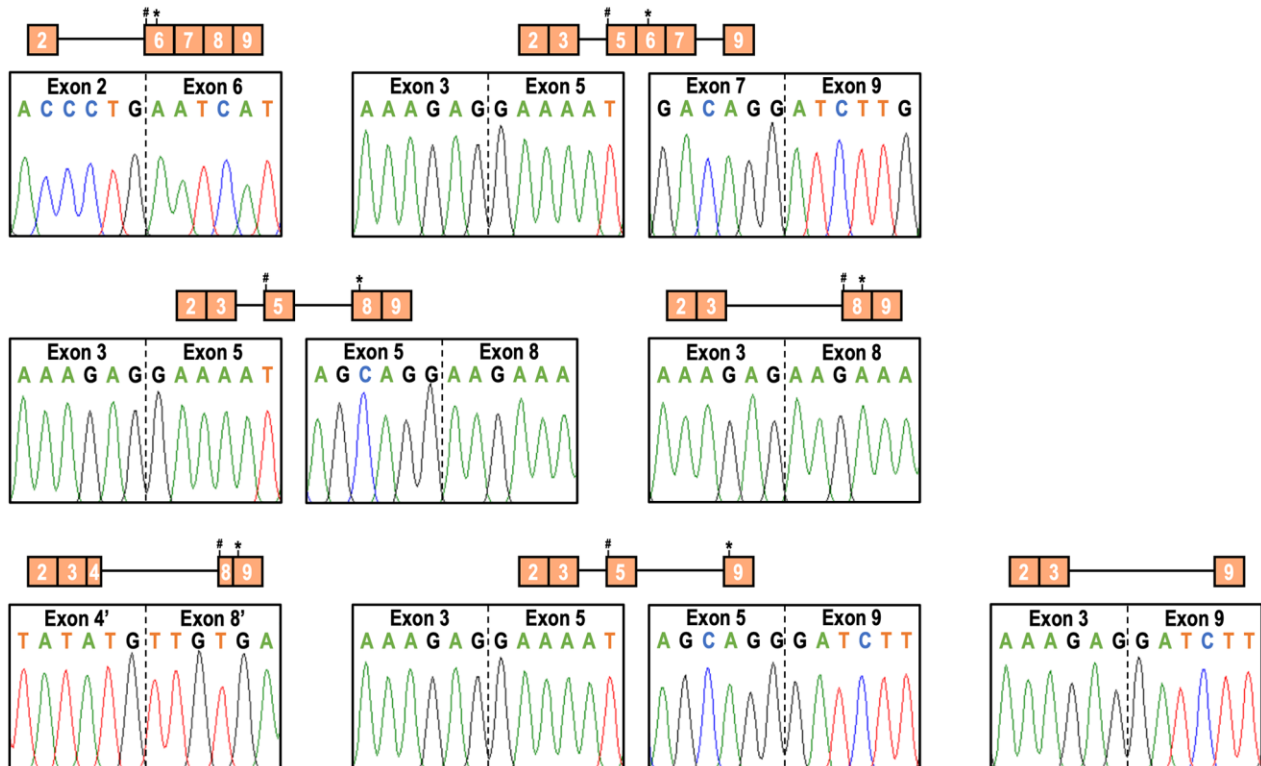 # * # *
2 6 7 8 9 2 3 5 6 7 9
Exon 2 Exon 6 Exon 3 Exon 5 Exon 7 Exon 9
A C C C T G A A T C A T A A A G A G G A A A A T G A C A G G A T C T T G
# * # *
2 3 5 8 9 2 3 8 9
Exon 3 Exon 5 Exon 5 Exon 8 Exon 3 Exon 8
A A A G A G G A A A A T A G C A G G A A G A A A A A A G A G A A G A A A
# * # *
2 3 4 8 9 2 3 5 9 2 3 9
Exon 4' Exon 8' Exon 3 Exon 5 Exon 5 Exon 9 Exon 3 Exon 9
T A T A T G T T G T G A A A A G A G G A A A A T A G C A G G G A T C T T A A A G A G G A T C T T